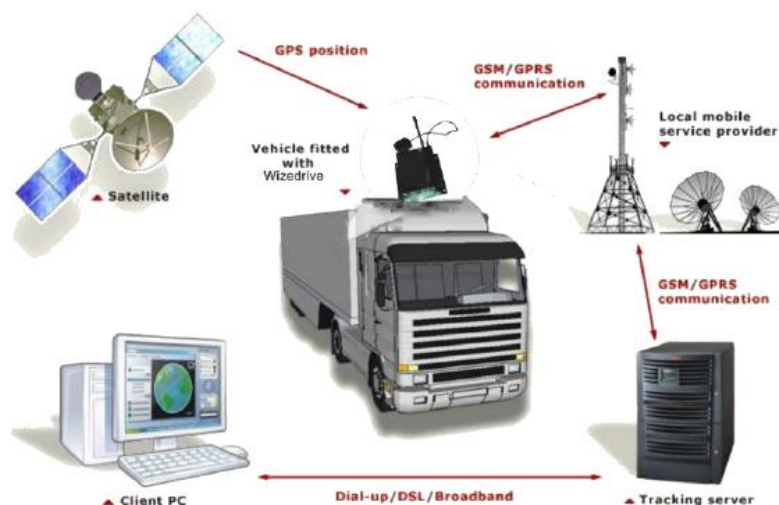 GPS position
GSM/GPRS
communication
Local mobile
service provider
Vehicle fitted
with
Wizedrive
Satellite
GSM/GPRS
communication
Client PC
Dial-up/DSL/Broadband
Tracking server